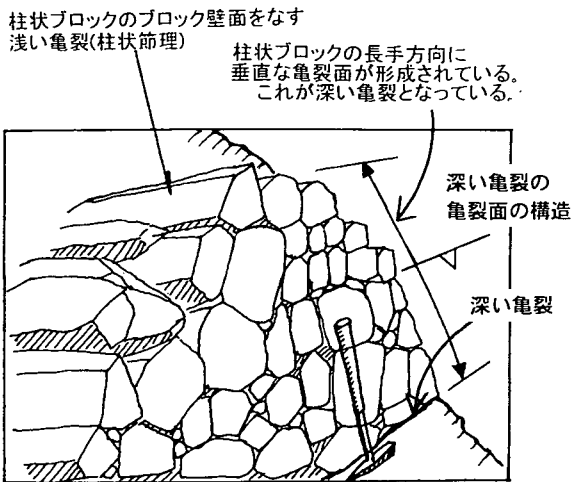 柱状ブロックのブロック壁面をなす
浅い亀裂(柱状節理)
柱状ブロックの長手方向に
垂直な亀裂面が形成されている。
これが深い亀裂となっている。
深い亀裂の
亀裂面の構造
深い亀裂